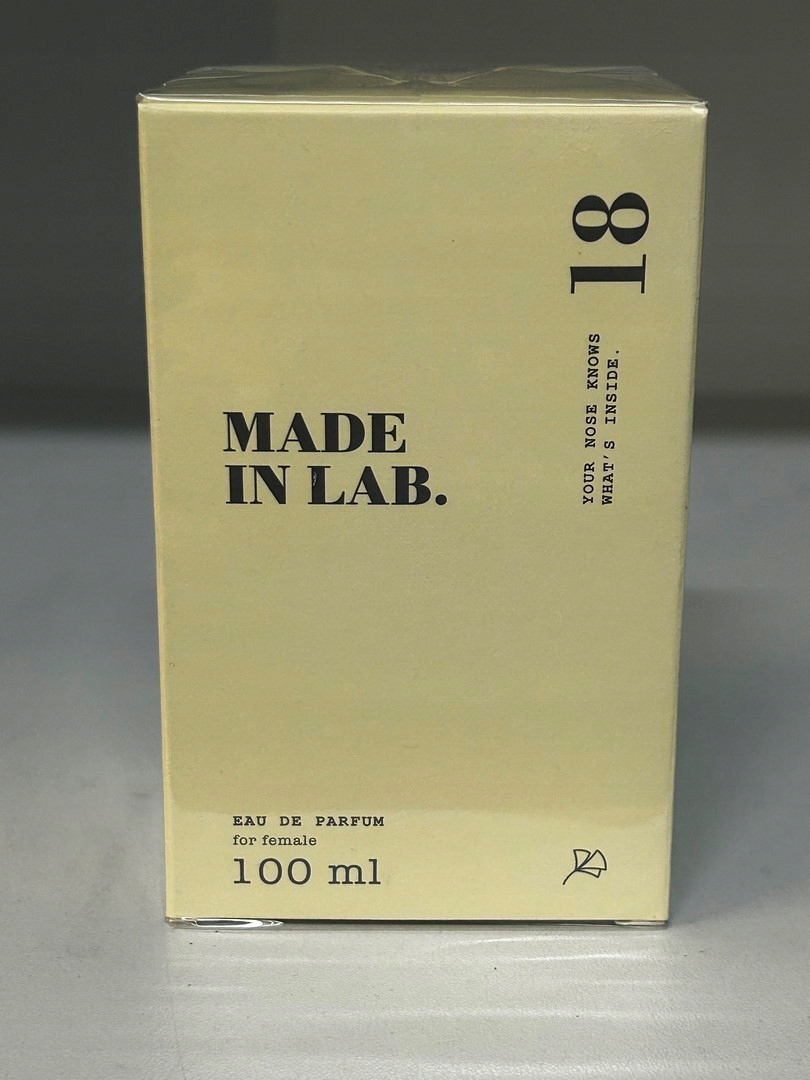 18
YOUR NOSE KNOWS
WHAT'S INSIDE.
MADE
IN LAB.
EAU DE PARFUM
for female
100 ml